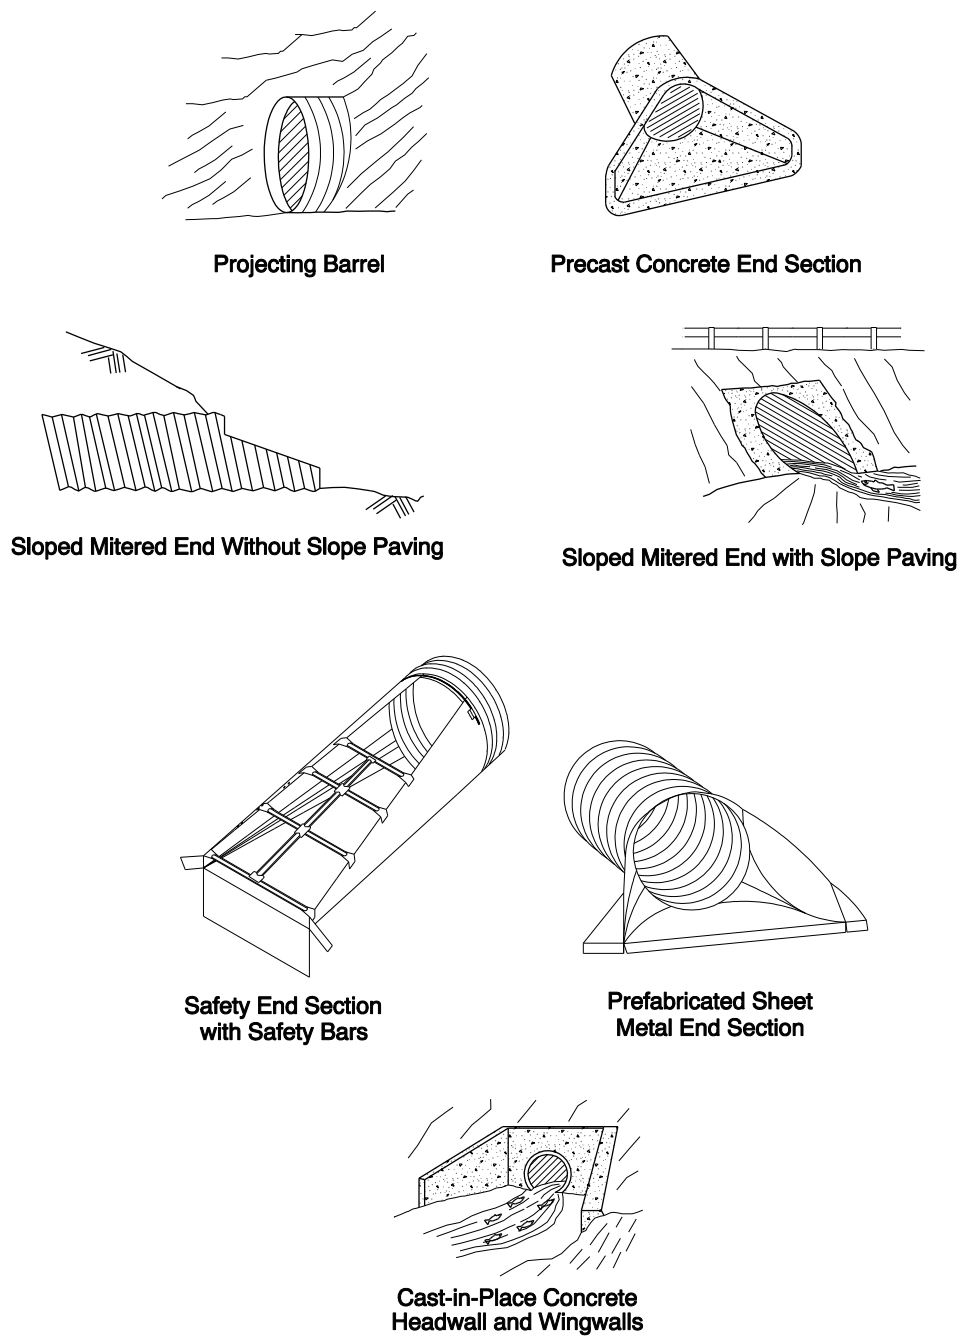 Projecting Barrel
Precast Concrete End Section
Sloped Mitered End Without Slope Paving
Sloped Mitered End with Slope Paving
Safety End Section
with Safety Bars
Prefabricated Sheet
Metal End Section
Cast-in-Place Concrete
Headwall and Wingwalls